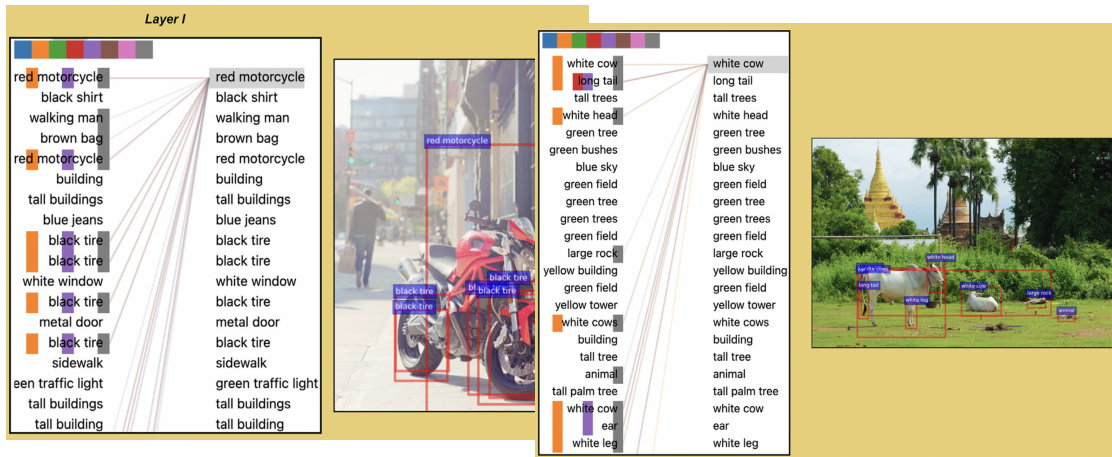 Layer I
red motorcycle red motorcycle
black shirt black shirt
walking man walking man
brown bag brown bag
red motorcycle red motorcycle
building building
tall buildings tall buildings
blue jeans blue jeans
black tire black tire
black tire black tire
white window white window
black tire black tire
metal door metal door
black tire black tire
sidewalk sidewalk
een traffic light green traffic light
tall buildings tall buildings
tall building tall building
red motorcycle
black tire
black tire
black tire
black tire
white cow white cow
long tail long tail
tall trees tall trees
white head white head
green tree green tree
green bushes green bushes
blue sky blue sky
green field green field
green tree green tree
green trees green trees
green field green field
large rock large rock
yellow building yellow building
green field green field
yellow tower yellow tower
white cows white cows
building building
tall tree tall tree
animal animal
tall palm tree tall palm tree
white cow white cow
ear ear
white leg white leg
white head
white cows
long tail
white cow
white leg
large rock
animal